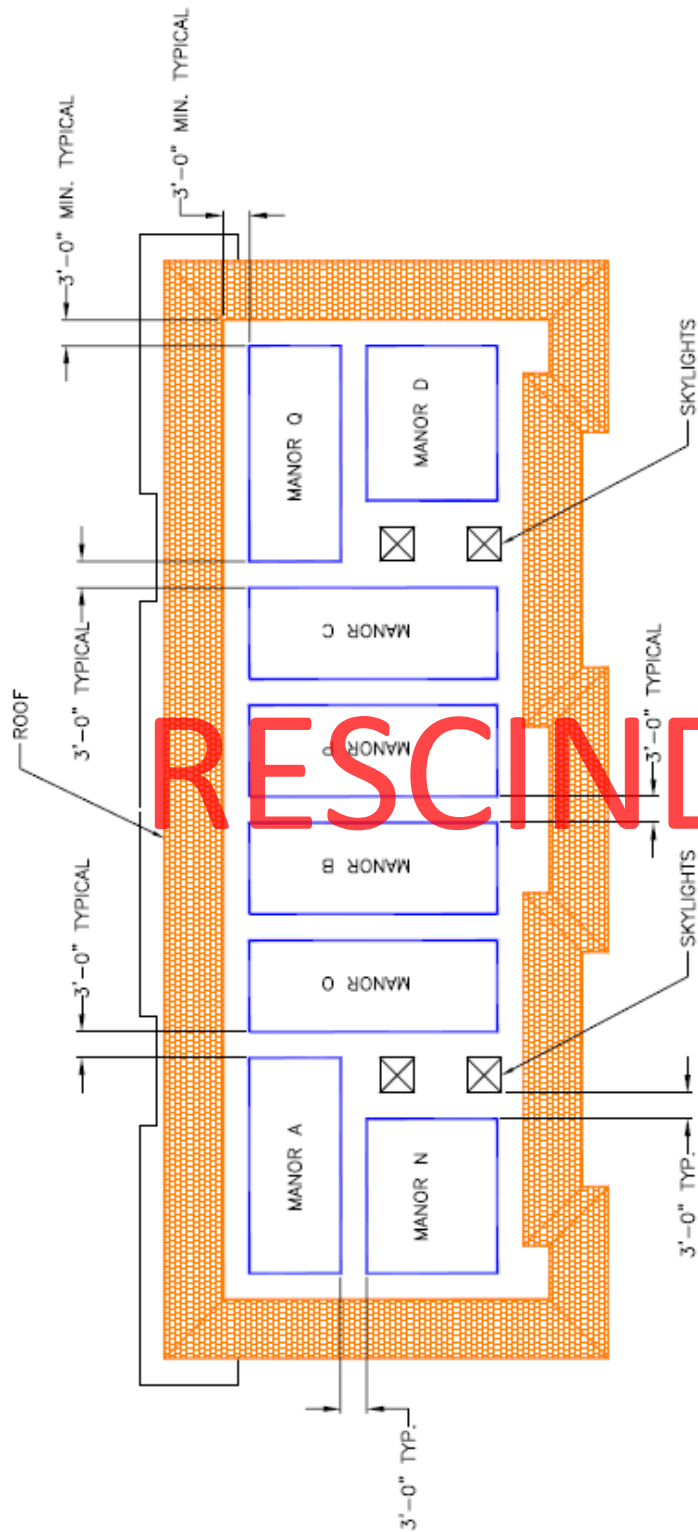 3'-0" MIN. TYPICAL
3'-0" MIN. TYPICAL
ROOF
3'-0" TYPICAL
3'-0" TYPICAL
MANOR A
MANOR O
MANOR B
MANOR P
MANOR C
MANOR Q
MANOR N
MANOR D
3'-0" TYP.
3'-0" TYP.
SKYLIGHTS
3'-0" TYPICAL
SKYLIGHTS
RESCIND